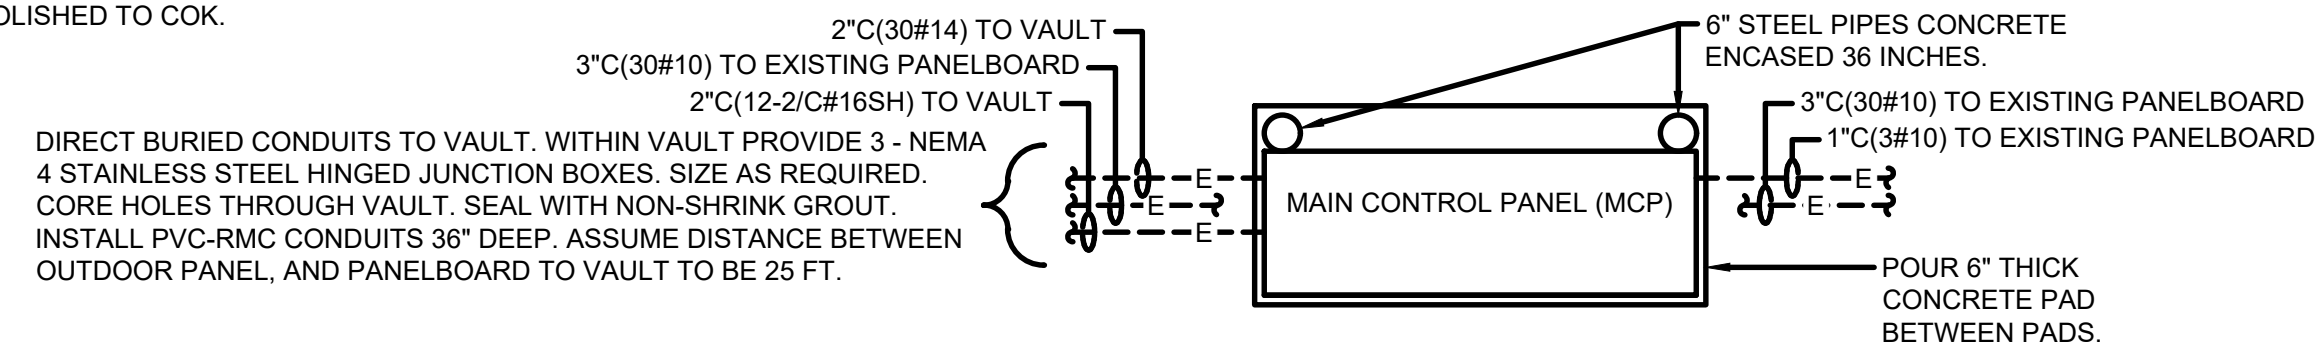 OLISHED TO COK.
2"C(30#14) TO VAULT
3"C(30#10) TO EXISTING PANELBOARD
2"C(12-2/C#16SH) TO VAULT
DIRECT BURIED CONDUITS TO VAULT. WITHIN VAULT PROVIDE 3 - NEMA
4 STAINLESS STEEL HINGED JUNCTION BOXES. SIZE AS REQUIRED.
CORE HOLES THROUGH VAULT. SEAL WITH NON-SHRINK GROUT.
INSTALL PVC-RMC CONDUITS 36" DEEP. ASSUME DISTANCE BETWEEN
OUTDOOR PANEL, AND PANELBOARD TO VAULT TO BE 25 FT.
E
E
E
MAIN CONTROL PANEL (MCP)
6" STEEL PIPES CONCRETE
ENCASED 36 INCHES.
3"C(30#10) TO EXISTING PANELBOARD
1"C(3#10) TO EXISTING PANELBOARD
E
E
POUR 6" THICK
CONCRETE PAD
BETWEEN PADS.